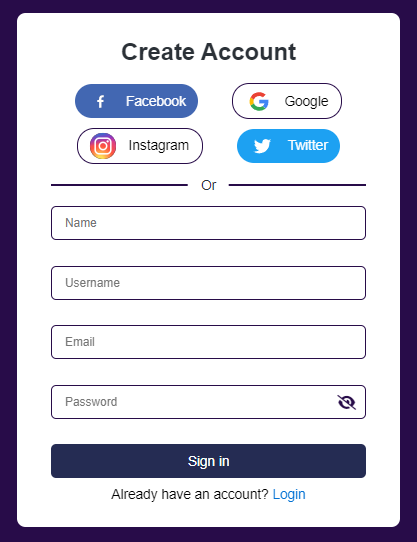 Create Account
Facebook Google
Instagram Twitter
Or
Name
Username
Email
Password
Sign in
Already have an account? Login